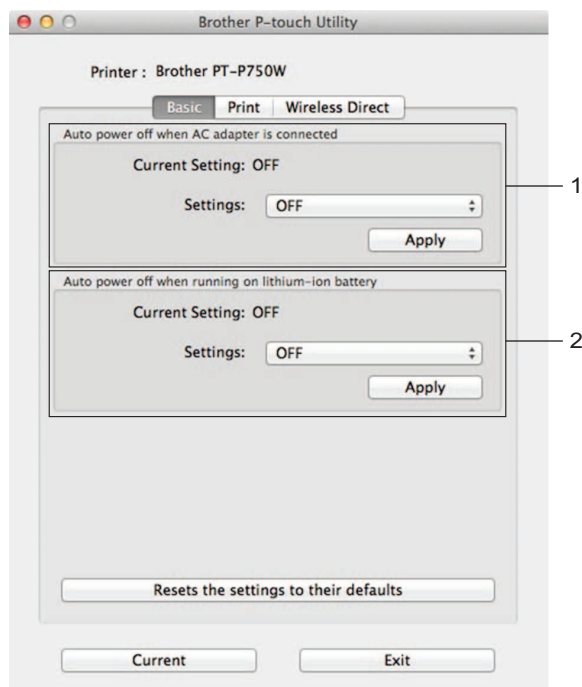 Brother P-touch Utility
Printer : Brother PT-P750W
Basic Print Wireless Direct
Auto power off when AC adapter is connected
Current Setting: OFF
Settings: OFF
Apply
1
Auto power off when running on lithium-ion battery
Current Setting: OFF
Settings: OFF
Apply
2
Resets the settings to their defaults
Current Exit